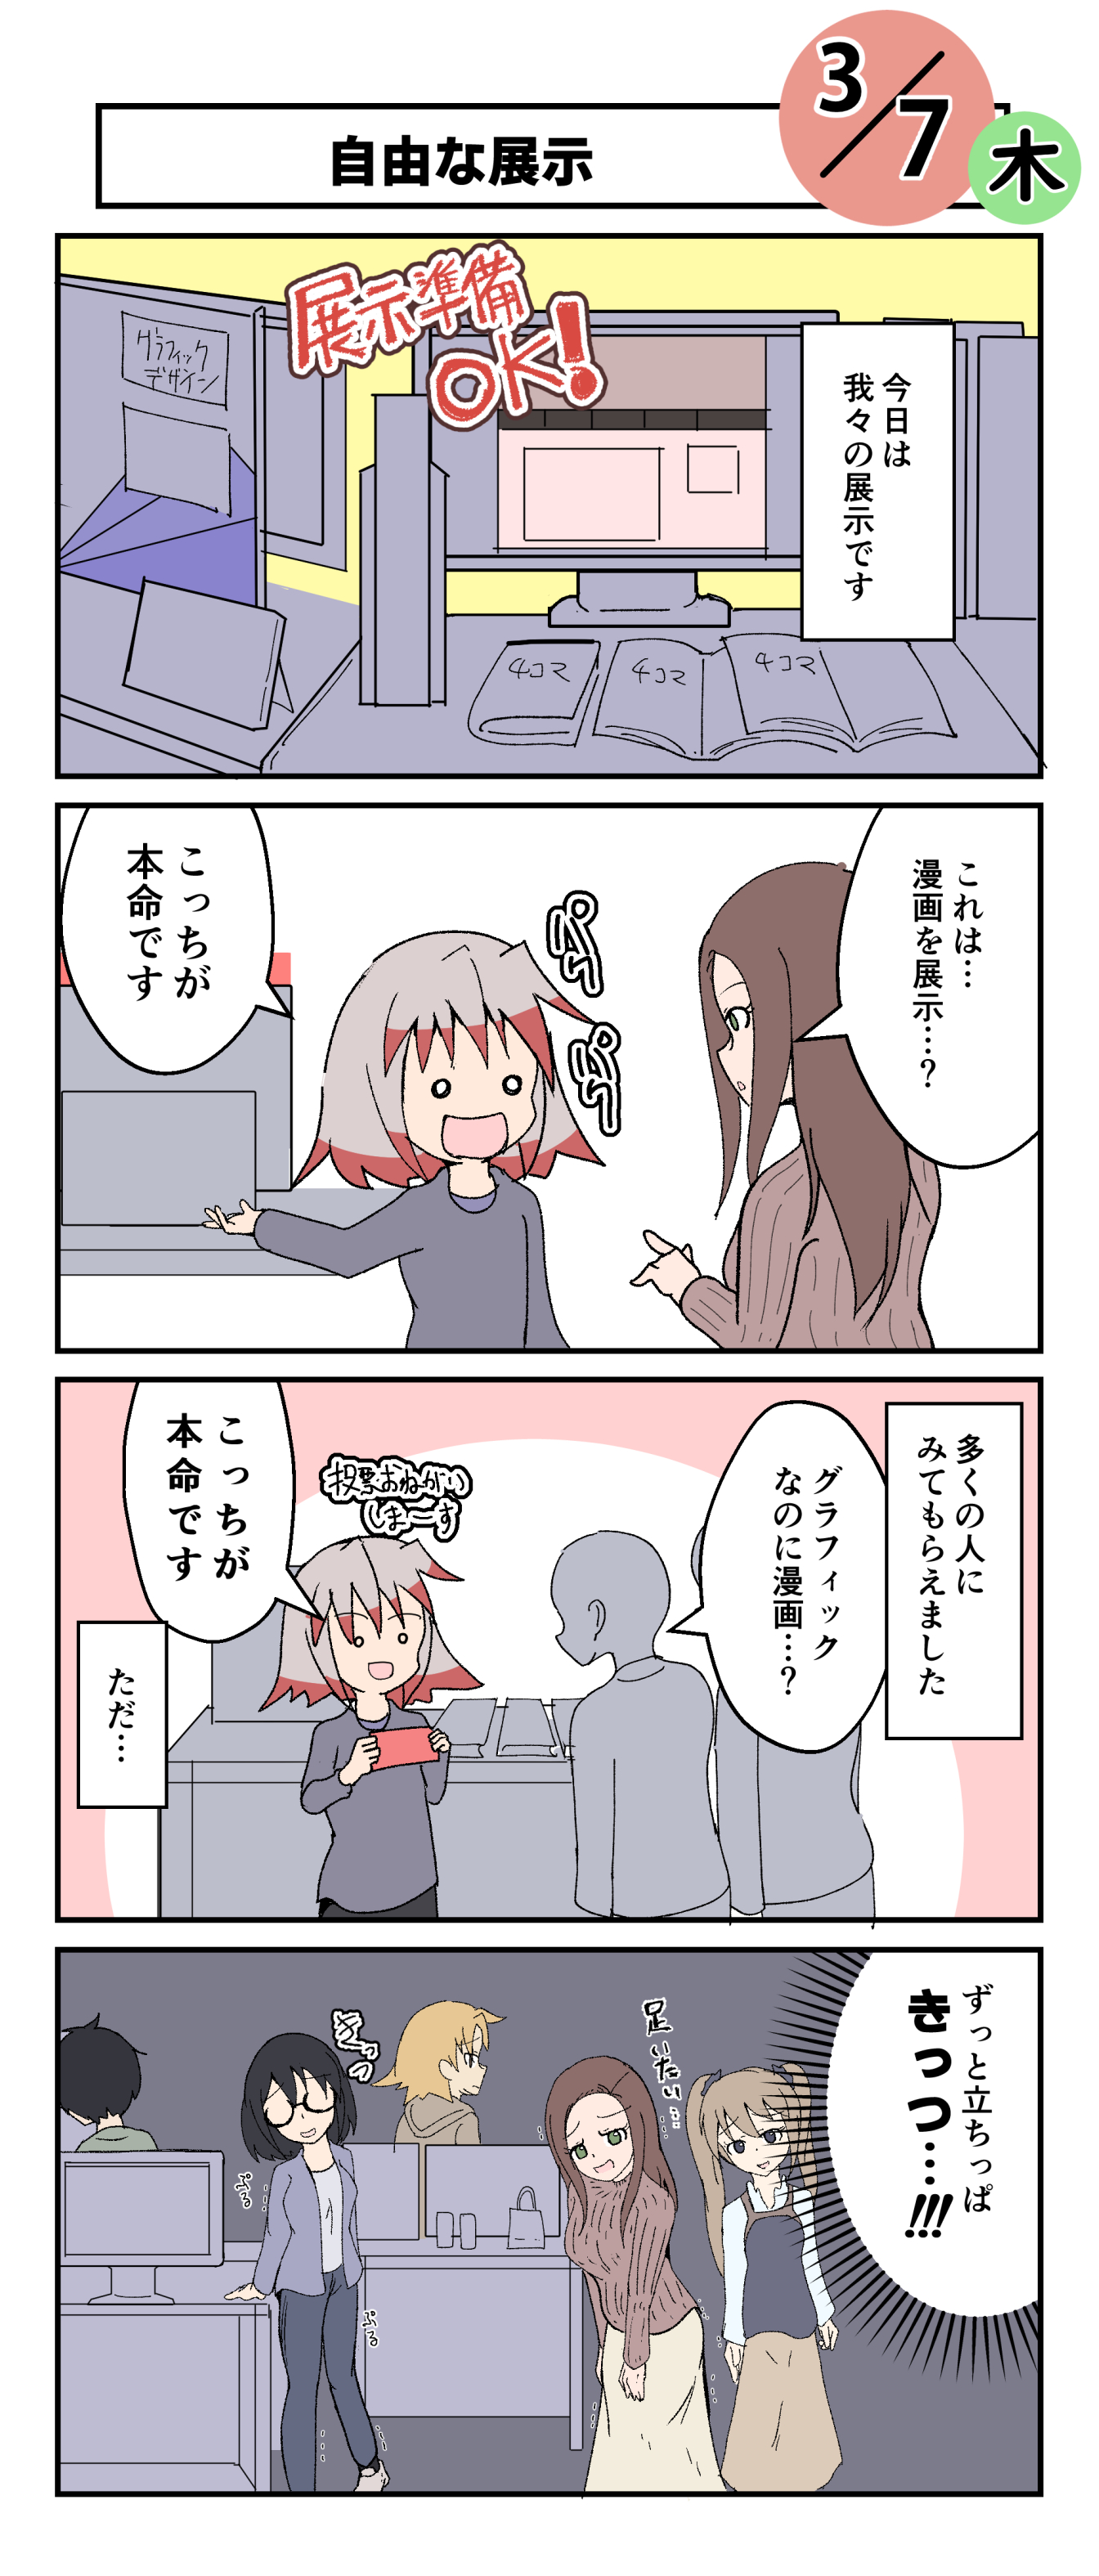 3/7
木
自由な展示
展示準備
OK!
今日は
我々の展示です
グラフィック
デザイン
4コマ
4コマ
4コマ
これは…
漫画を展示…?
パラ
パラ
こっちが
本命です
多くの人に
みてもらえました
グラフィック
なのに漫画…?
投票おねがい
しまーす
こっちが
本命です
ただ…
ずっと立ちっぱ
きっつ…!!!
足いたい…
きっつ
ぷる
ぷる